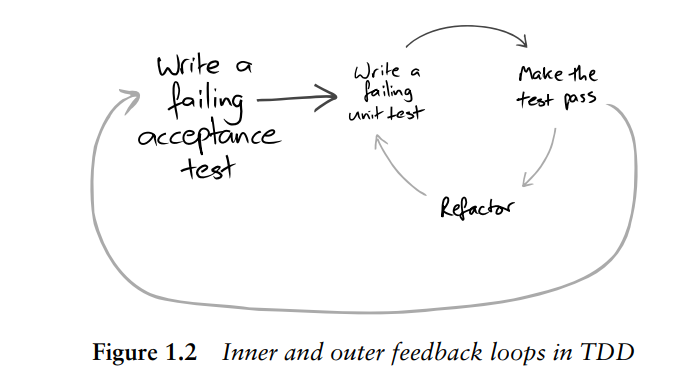 Write a
failing
acceptance
test
Write a
failing
unit test
Make the
test pass
Refactor
Figure 1.2 Inner and outer feedback loops in TDD